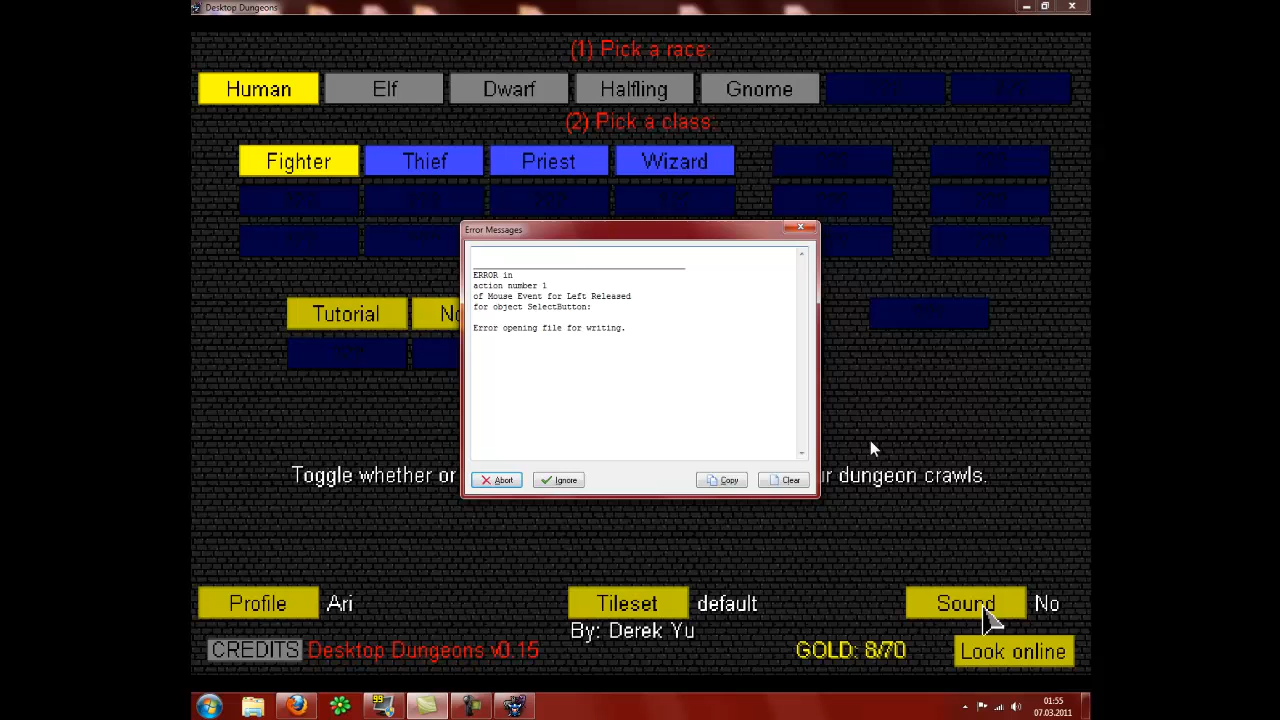 Desktop Dungeons
(1) Pick a race:
Human Elf Dwarf Halfling Gnome
(2) Pick a class:
Fighter Thief Priest Wizard
Error Messages
ERROR in
action number 1
of Mouse Event for Left Released
for object SelectButton:
Error opening file for writing.
Tutorial
Abort Ignore Copy Clear
Toggle whether or
dungeon crawls.
Profile Ari Tileset default Sound No
By: Derek Yu
CREDITS Desktop Dungeons v0.15 GOLD: 8/70 Look online
99
01:55
07.03.2011